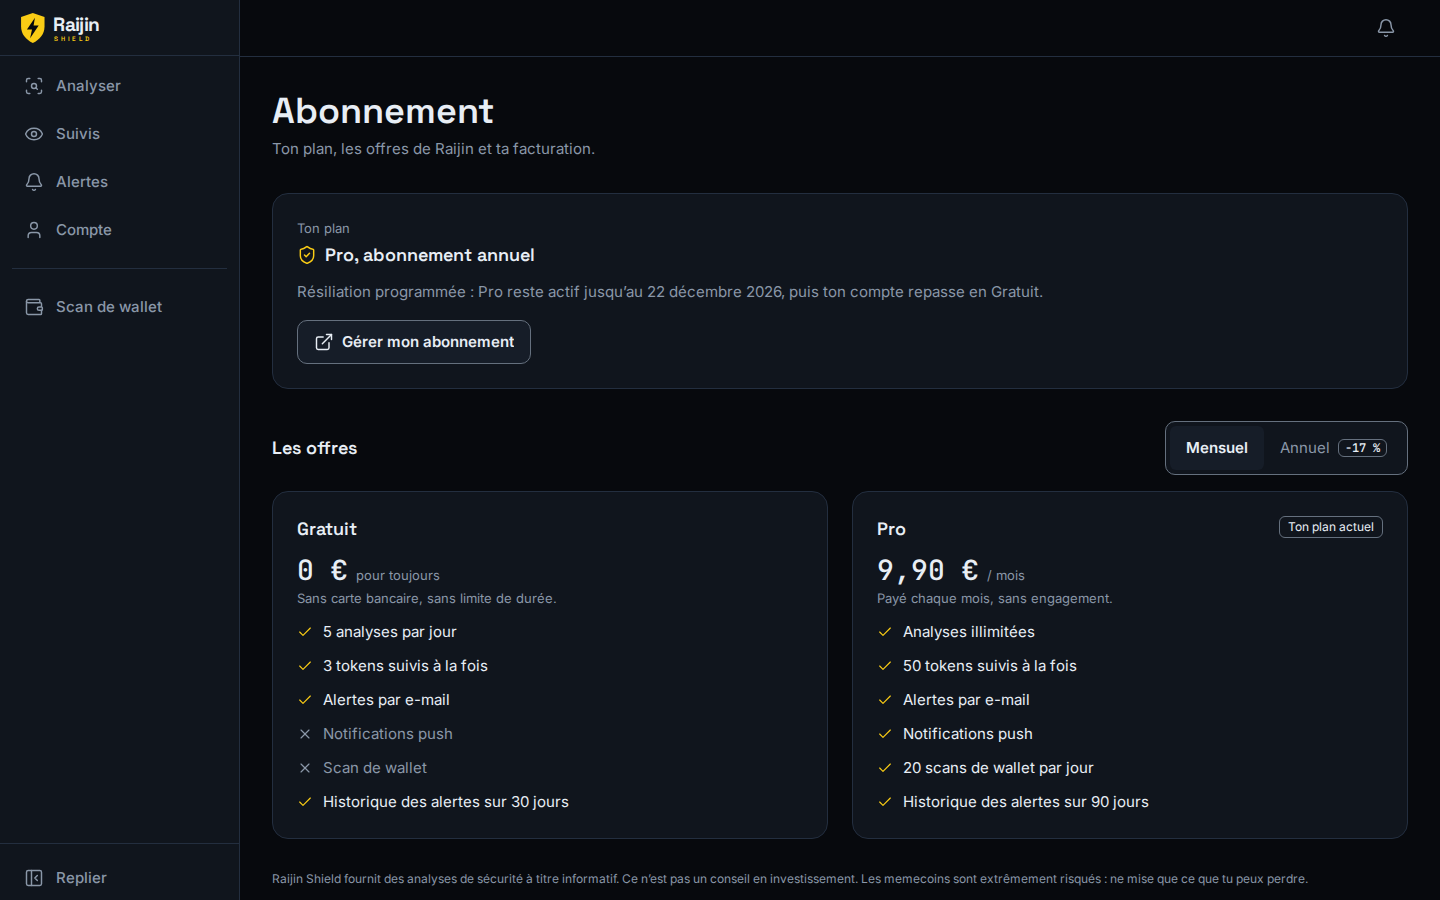 Raijin
SHIELD
Analyser
Suivis
Alertes
Compte
Scan de wallet
Replier
Abonnement
Ton plan, les offres de Raijin et ta facturation.
Ton plan
Pro, abonnement annuel
Résiliation programmée : Pro reste actif jusqu’au 22 décembre 2026, puis ton compte repasse en Gratuit.
Gérer mon abonnement
Les offres
Mensuel
Annuel -17 %
Gratuit
0 € pour toujours
Sans carte bancaire, sans limite de durée.
5 analyses par jour
3 tokens suivis à la fois
Alertes par e-mail
Notifications push
Scan de wallet
Historique des alertes sur 30 jours
Pro
Ton plan actuel
9,90 € / mois
Payé chaque mois, sans engagement.
Analyses illimitées
50 tokens suivis à la fois
Alertes par e-mail
Notifications push
20 scans de wallet par jour
Historique des alertes sur 90 jours
Raijin Shield fournit des analyses de sécurité à titre informatif. Ce n’est pas un conseil en investissement. Les memecoins sont extrêmement risqués : ne mise que ce que tu peux perdre.